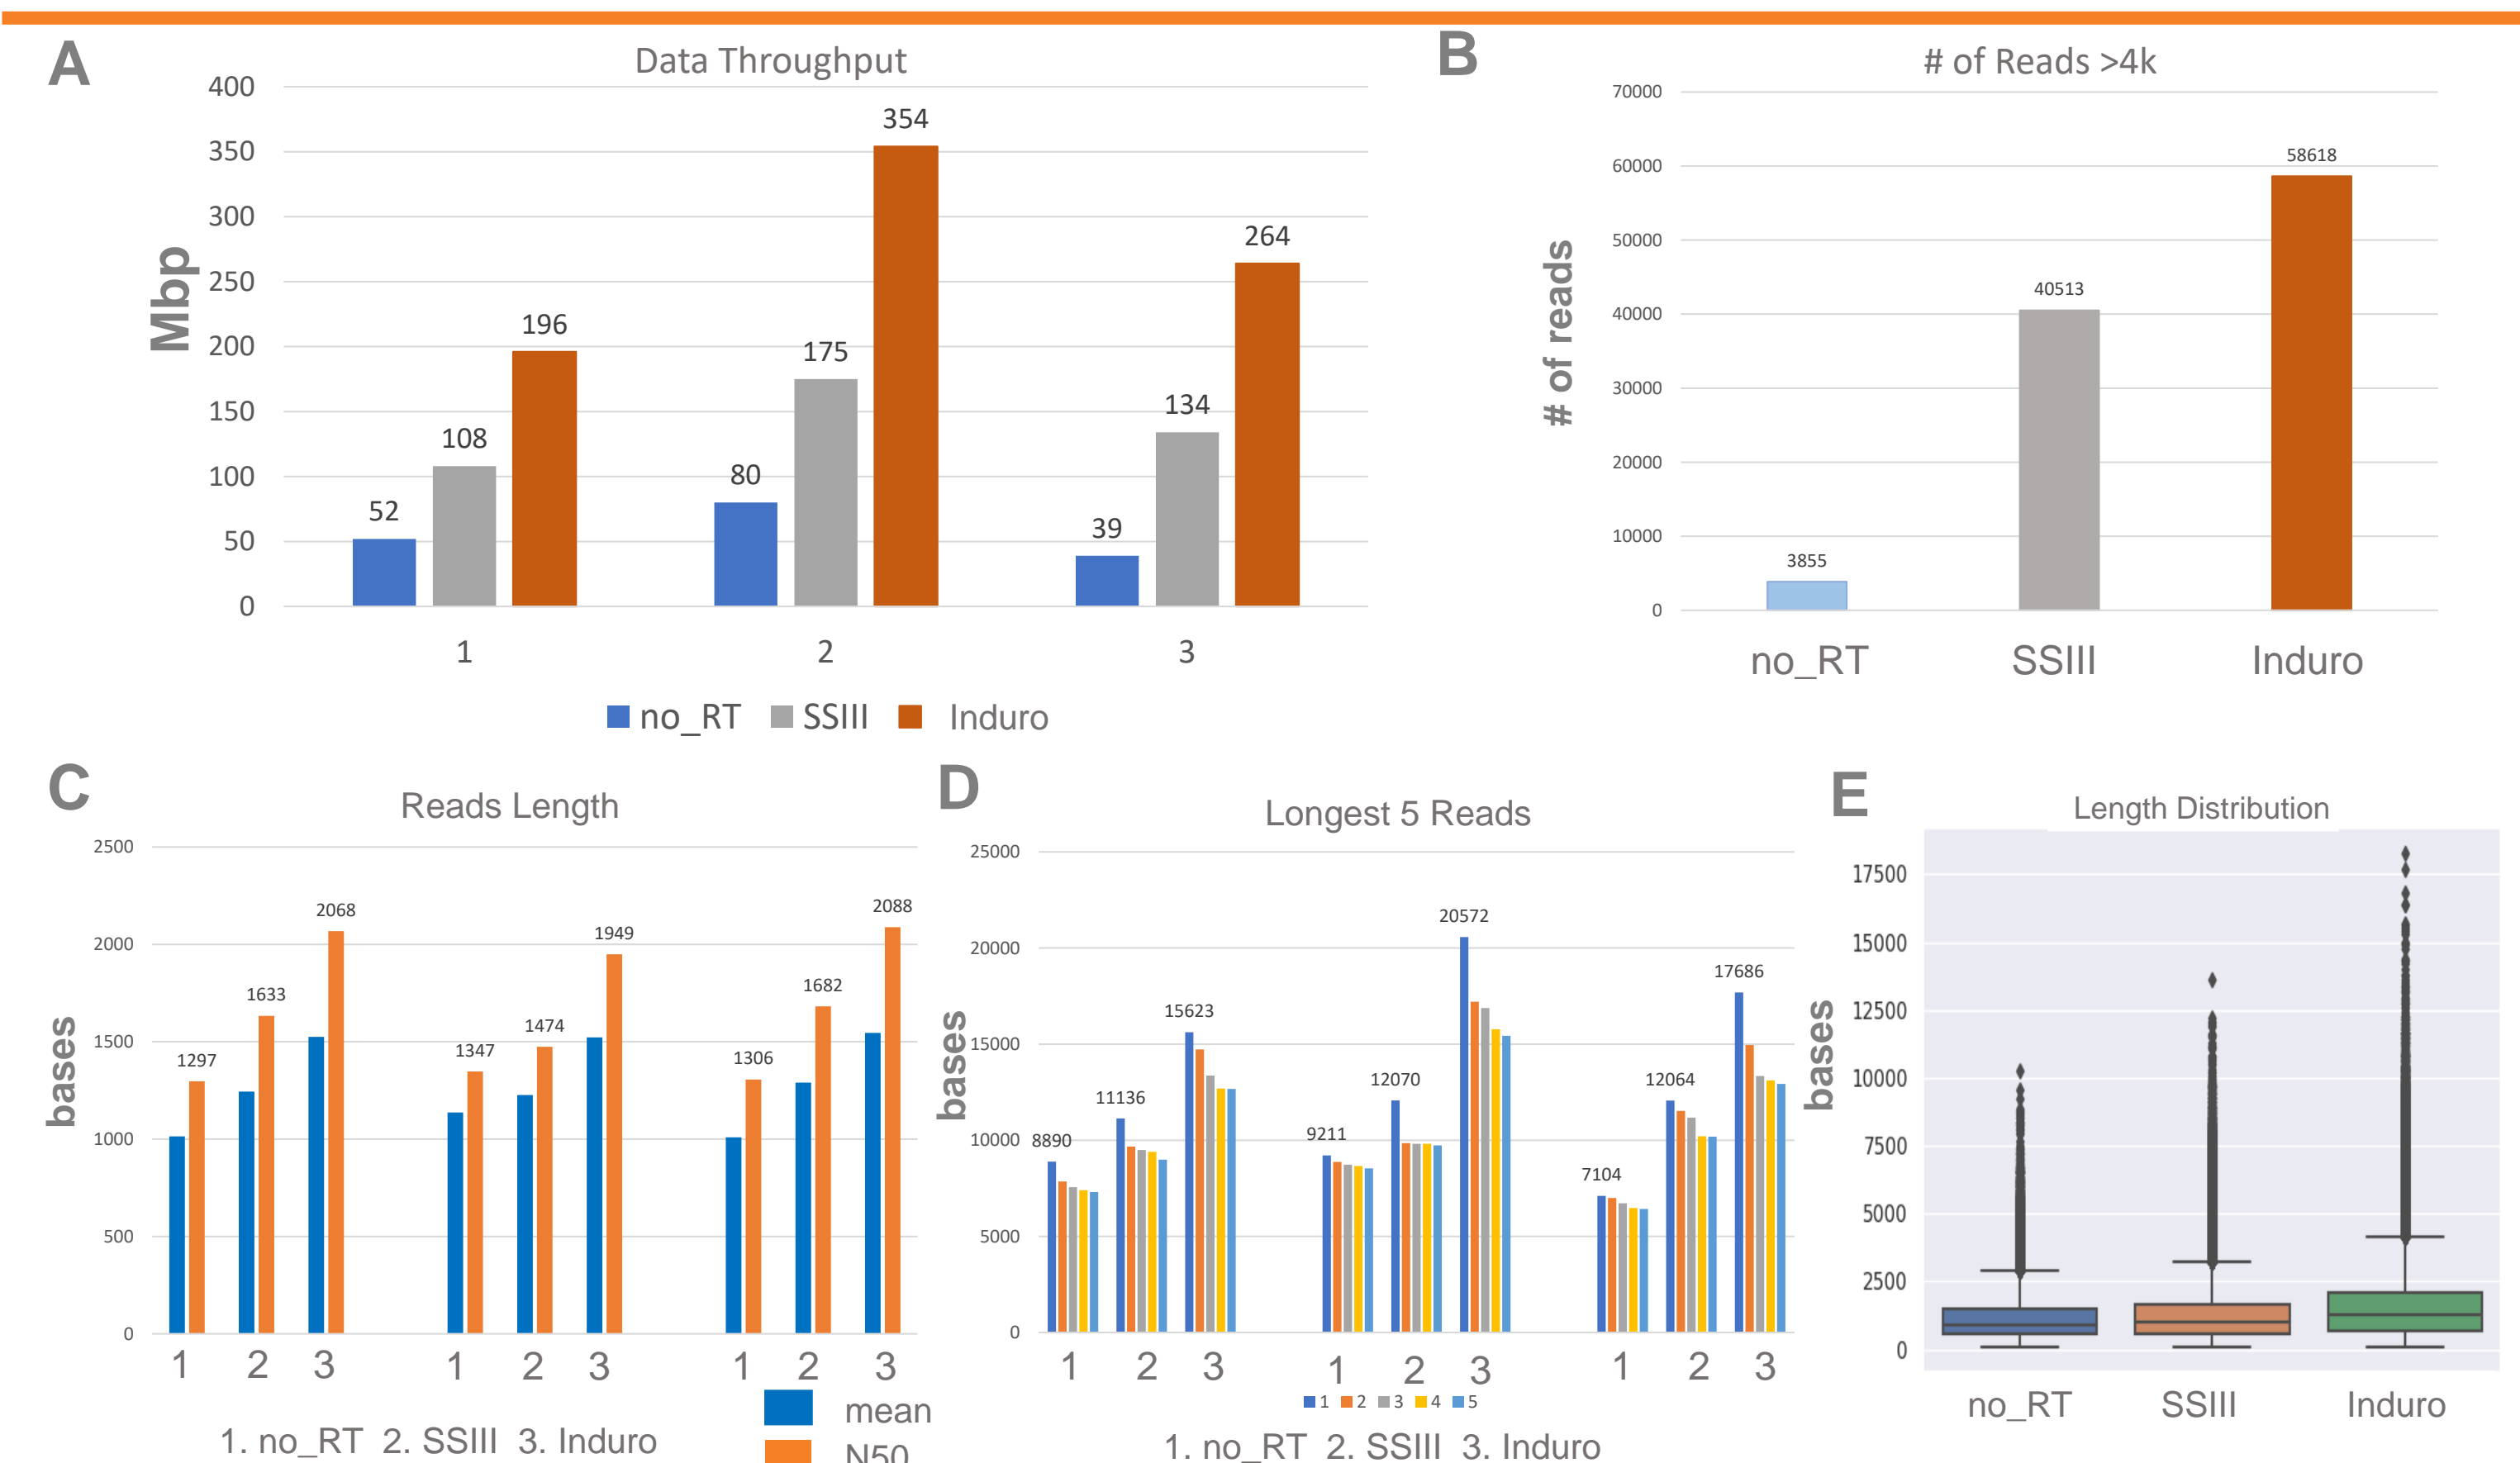 A
Data Throughput
400
350
300
250
200
150
100
50
0
Mbp
52
108
196
80
175
354
39
134
264
1
2
3
no_RT SSIII Induro
B
# of Reads >4k
70000
60000
50000
40000
30000
20000
10000
0
# of reads
3855
40513
58618
no_RT
SSIII
Induro
C
Reads Length
2500
2000
1500
1000
500
0
bases
1297
1633
2068
1347
1474
1949
1306
1682
2088
1 2 3 1 2 3 1 2 3
mean
N50
1. no_RT 2. SSIII 3. Induro
D
Longest 5 Reads
25000
20000
15000
10000
5000
0
bases
8890
11136
15623
9211
12070
20572
7104
12064
17686
1 2 3 1 2 3 1 2 3
1 2 3 4 5
1. no_RT 2. SSIII 3. Induro
E
Length Distribution
17500
15000
12500
10000
7500
5000
2500
0
bases
no_RT
SSIII
Induro